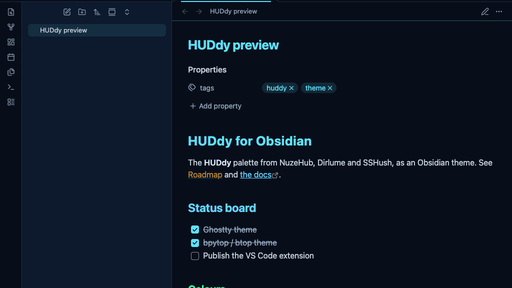 HUDdy preview
HUDdy preview
HUDdy preview
Properties
tags
huddy
theme
Add property
HUDdy for Obsidian
The HUDdy palette from NuzeHub, Dirlume and SSHush, as an Obsidian theme. See
Roadmap and the docs.
Status board
Ghostty theme
bpytop / btop theme
Publish the VS Code extension